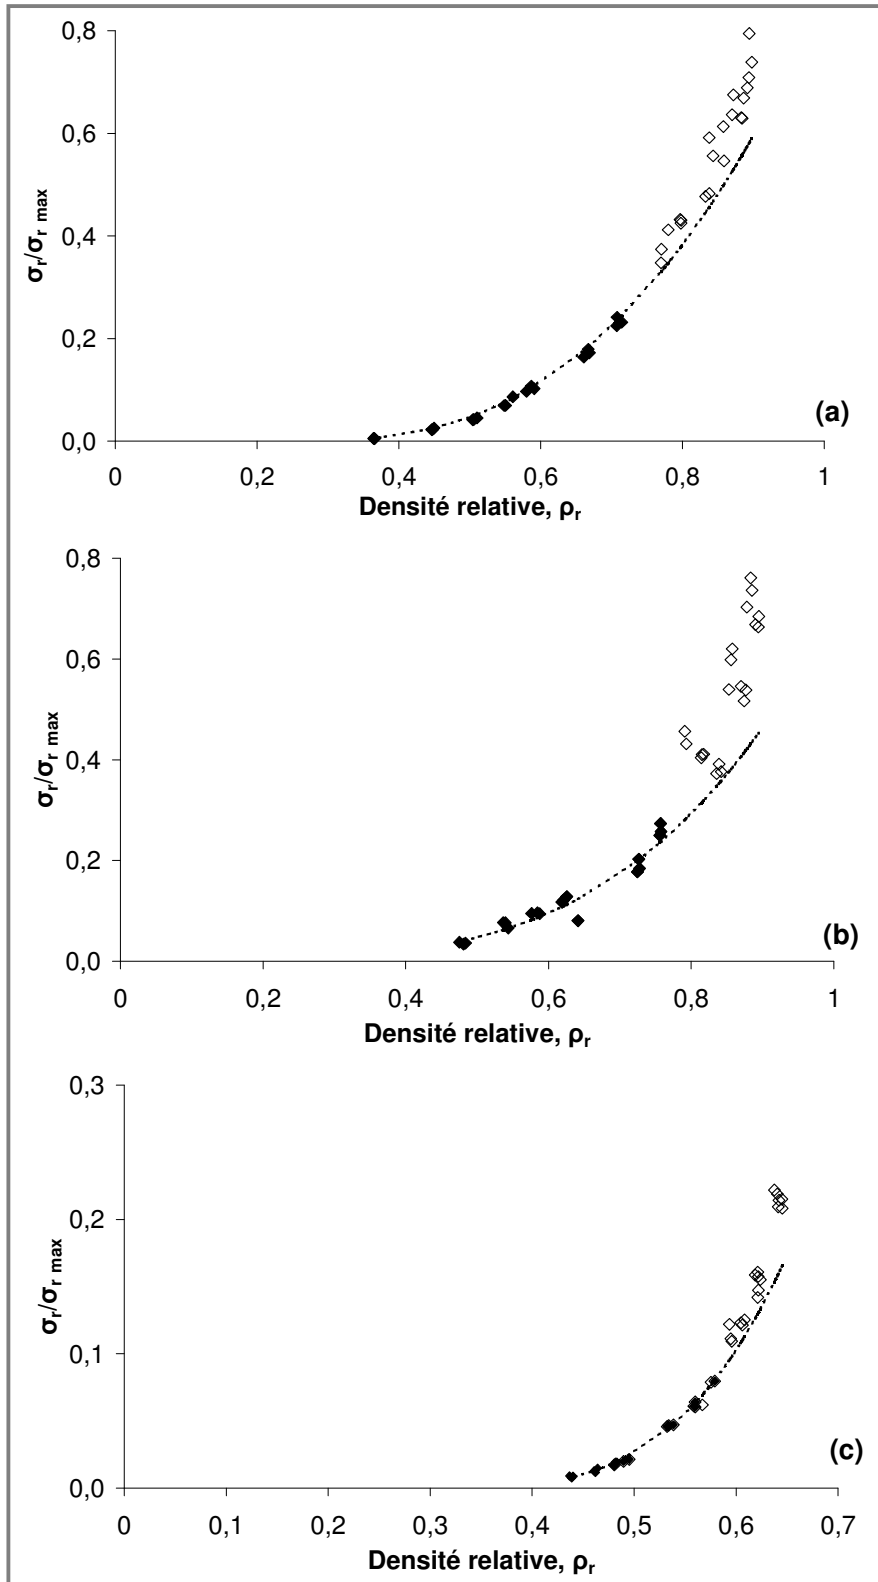 0,8
0,6
0,4
0,2
0,0
σr/σr max
0 0,2 0,4 0,6 0,8 1
Densité relative, ρr
(a)
0,8
0,6
0,4
0,2
0,0
σr/σr max
0 0,2 0,4 0,6 0,8 1
Densité relative, ρr
(b)
0,3
0,2
0,1
0,0
σr/σr max
0 0,1 0,2 0,3 0,4 0,5 0,6 0,7
Densité relative, ρr
(c)